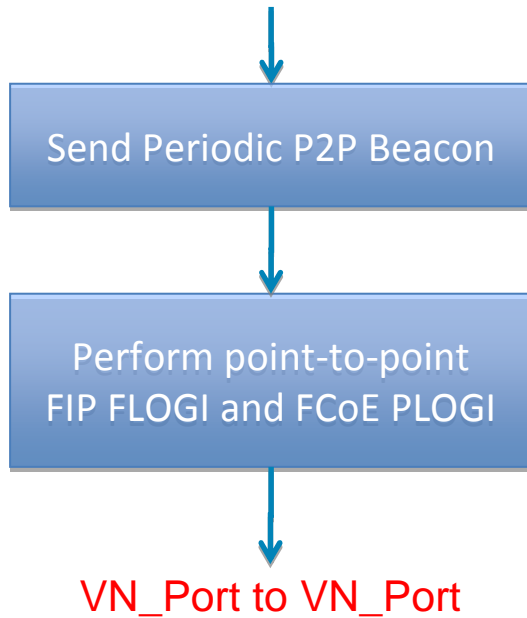 Send Periodic P2P Beacon
Perform point-to-point
FIP FLOGI and FCoE PLOGI
VN_Port to VN_Port